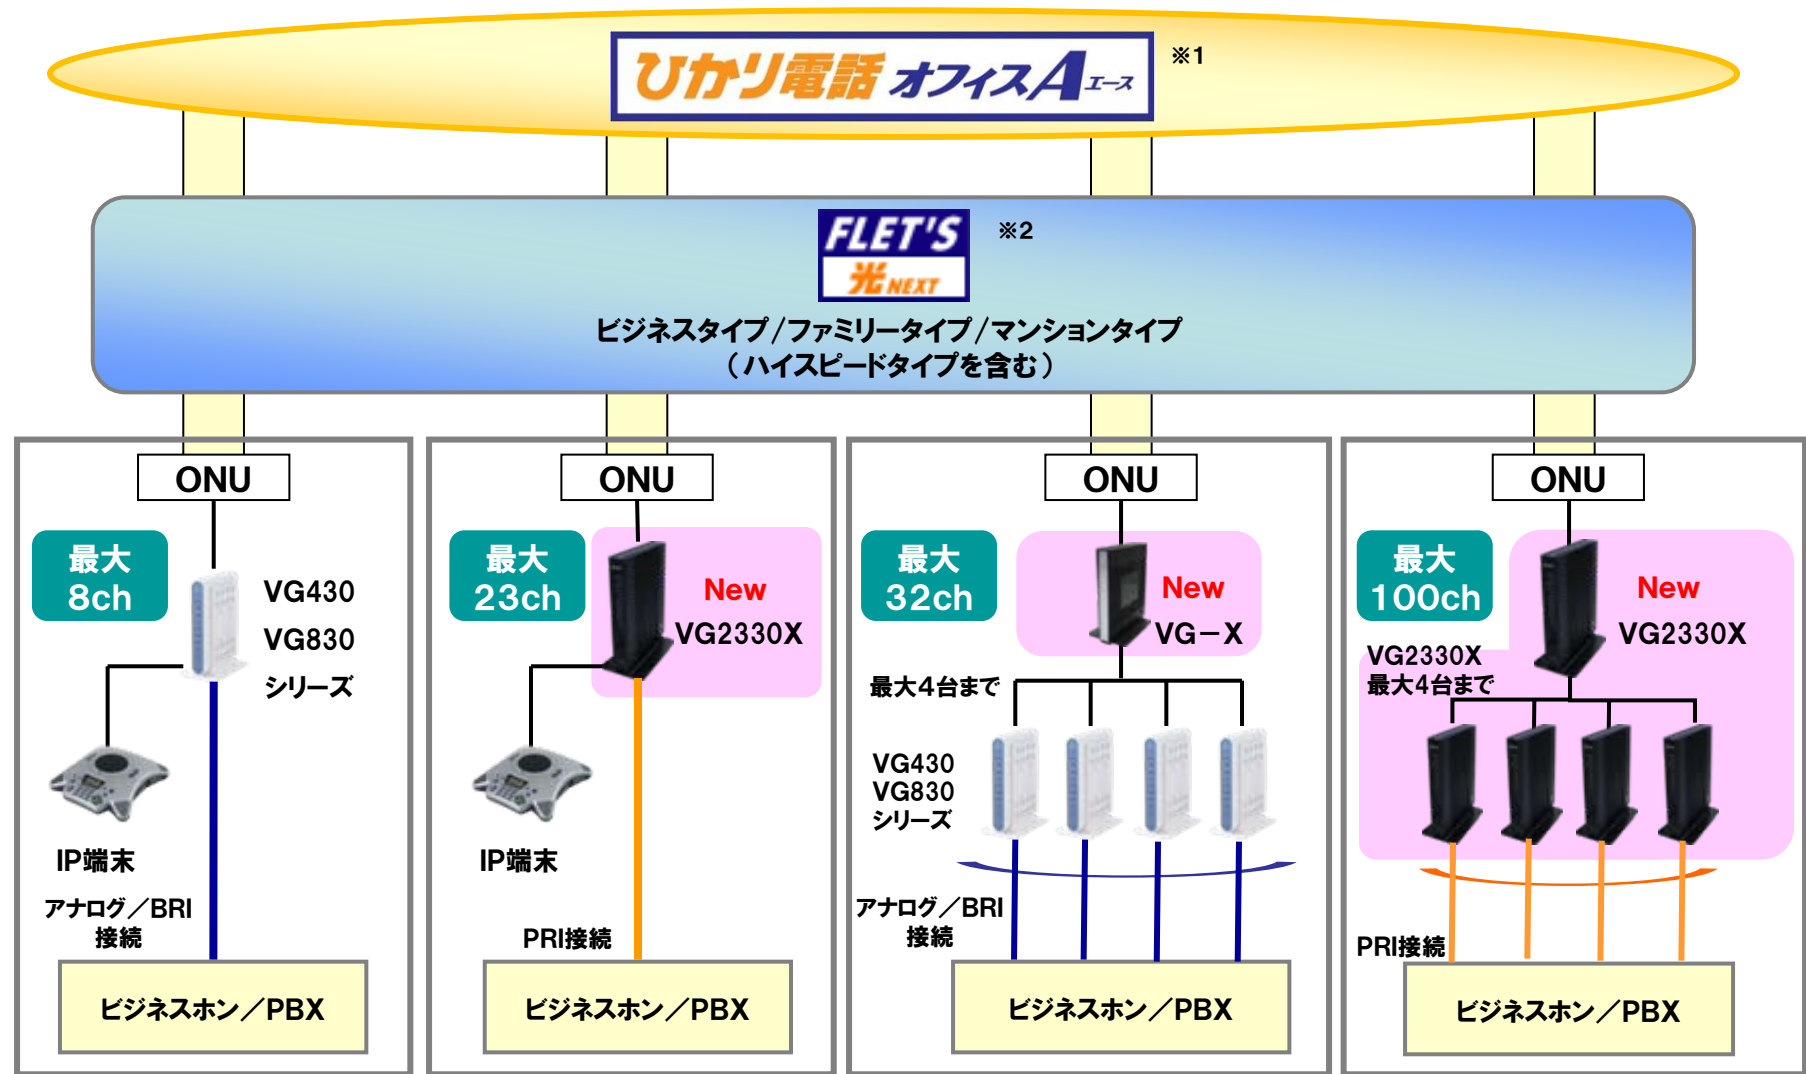 ひかり電話 オフィスA エース ※1
FLET'S ※2
光 NEXT
ビジネスタイプ/ファミリータイプ/マンションタイプ
(ハイスピードタイプを含む)
ONU
最大
8ch
VG430
VG830
シリーズ
IP端末
アナログ/BRI
接続
ビジネスホン/PBX
ONU
最大
23ch
New
VG2330X
IP端末
PRI接続
ビジネスホン/PBX
ONU
最大
32ch
New
VG-X
最大4台まで
VG430
VG830
シリーズ
アナログ/BRI
接続
ビジネスホン/PBX
ONU
最大
100ch
New
VG2330X
VG2330X
最大4台まで
PRI接続
ビジネスホン/PBX